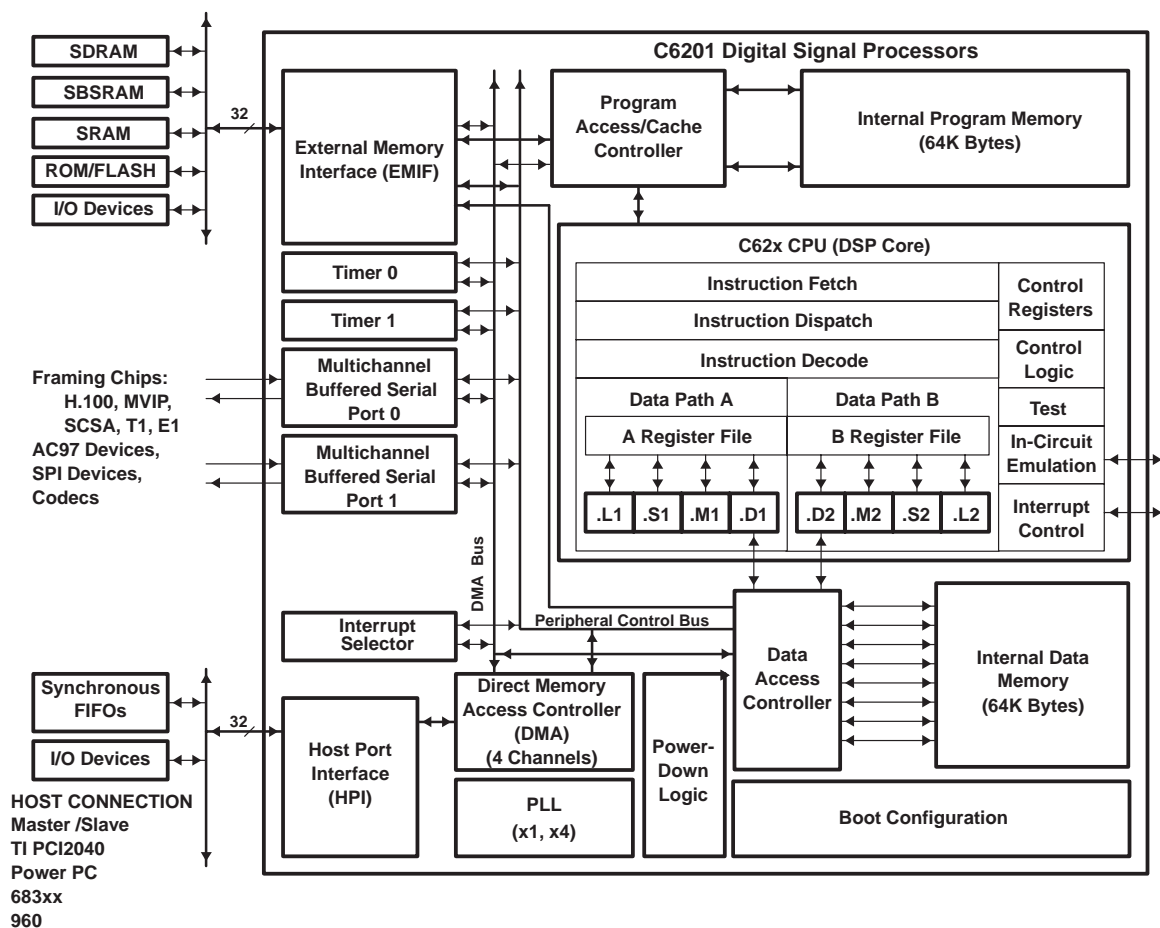 C6201 Digital Signal Processors
SDRAM
SBSRAM
SRAM
ROM/FLASH
I/O Devices
32
External Memory
Interface (EMIF)
Program
Access/Cache
Controller
Internal Program Memory
(64K Bytes)
Timer 0
Timer 1
Framing Chips:
H.100, MVIP,
SCSA, T1, E1
AC97 Devices,
SPI Devices,
Codecs
Multichannel
Buffered Serial
Port 0
Multichannel
Buffered Serial
Port 1
C62x CPU (DSP Core)
Instruction Fetch
Instruction Dispatch
Instruction Decode
Data Path A
Data Path B
A Register File
B Register File
.L1
.S1
.M1
.D1
.D2
.M2
.S2
.L2
Control
Registers
Control
Logic
Test
In-Circuit
Emulation
Interrupt
Control
DMA Bus
Peripheral Control Bus
Interrupt
Selector
Synchronous
FIFOs
I/O Devices
32
HOST CONNECTION
Master /Slave
TI PCI2040
Power PC
683xx
960
Host Port
Interface
(HPI)
Direct Memory
Access Controller
(DMA)
(4 Channels)
PLL
(x1, x4)
Power-
Down
Logic
Data
Access
Controller
Internal Data
Memory
(64K Bytes)
Boot Configuration